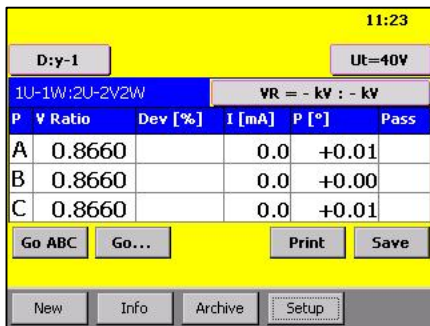 11:23
D:y-1 Ut=40V
1U-1W:2U-2V2W VR = - kV : - kV
P V Ratio Dev [%] I [mA] P [°] Pass
A 0.8660 0.0 +0.01
B 0.8660 0.0 +0.00
C 0.8660 0.0 +0.01
Go ABC Go... Print Save
New Info Archive Setup